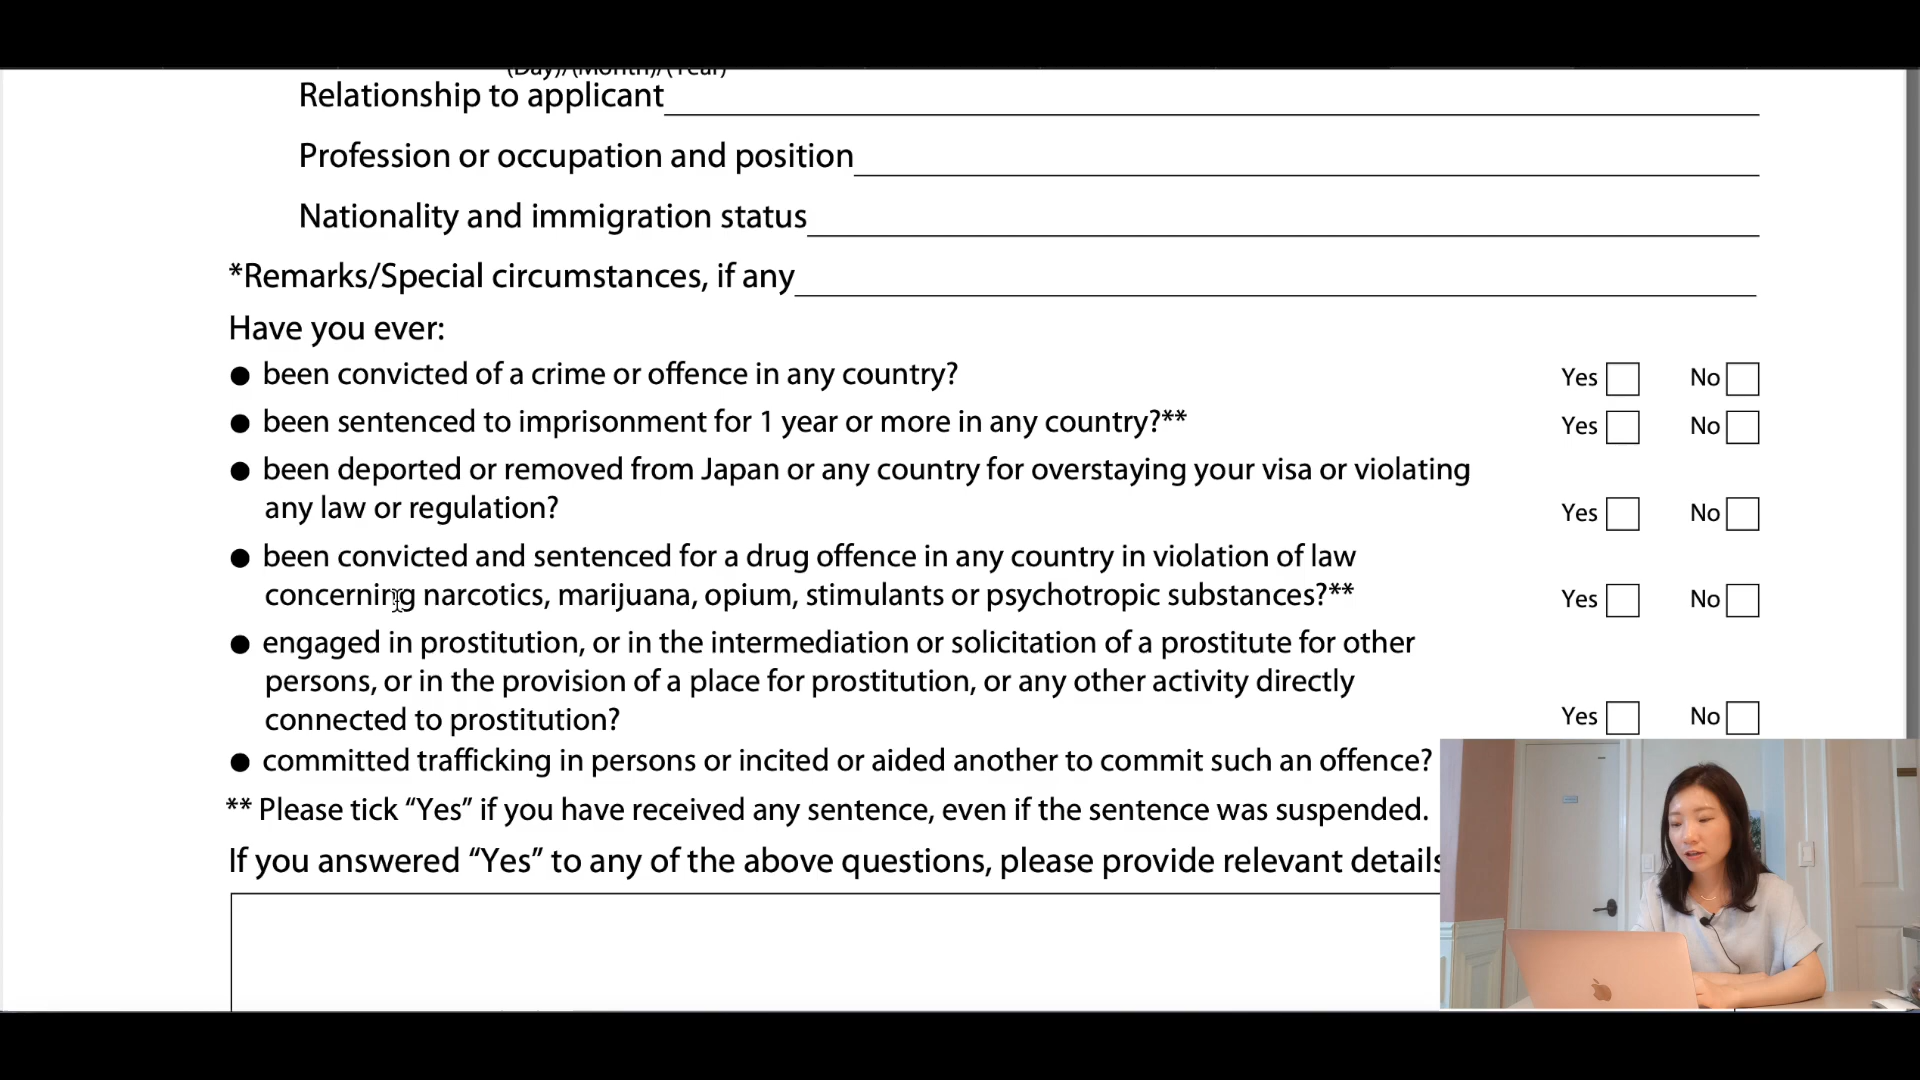 (Day)/(Month)/(Year)
Relationship to applicant
Profession or occupation and position
Nationality and immigration status
*Remarks/Special circumstances, if any
Have you ever:
● been convicted of a crime or offence in any country? Yes No
● been sentenced to imprisonment for 1 year or more in any country?** Yes No
● been deported or removed from Japan or any country for overstaying your visa or violating
any law or regulation? Yes No
● been convicted and sentenced for a drug offence in any country in violation of law
concerning narcotics, marijuana, opium, stimulants or psychotropic substances?** Yes No
● engaged in prostitution, or in the intermediation or solicitation of a prostitute for other
persons, or in the provision of a place for prostitution, or any other activity directly
connected to prostitution? Yes No
● committed trafficking in persons or incited or aided another to commit such an offence?
** Please tick “Yes” if you have received any sentence, even if the sentence was suspended.
If you answered “Yes” to any of the above questions, please provide relevant details